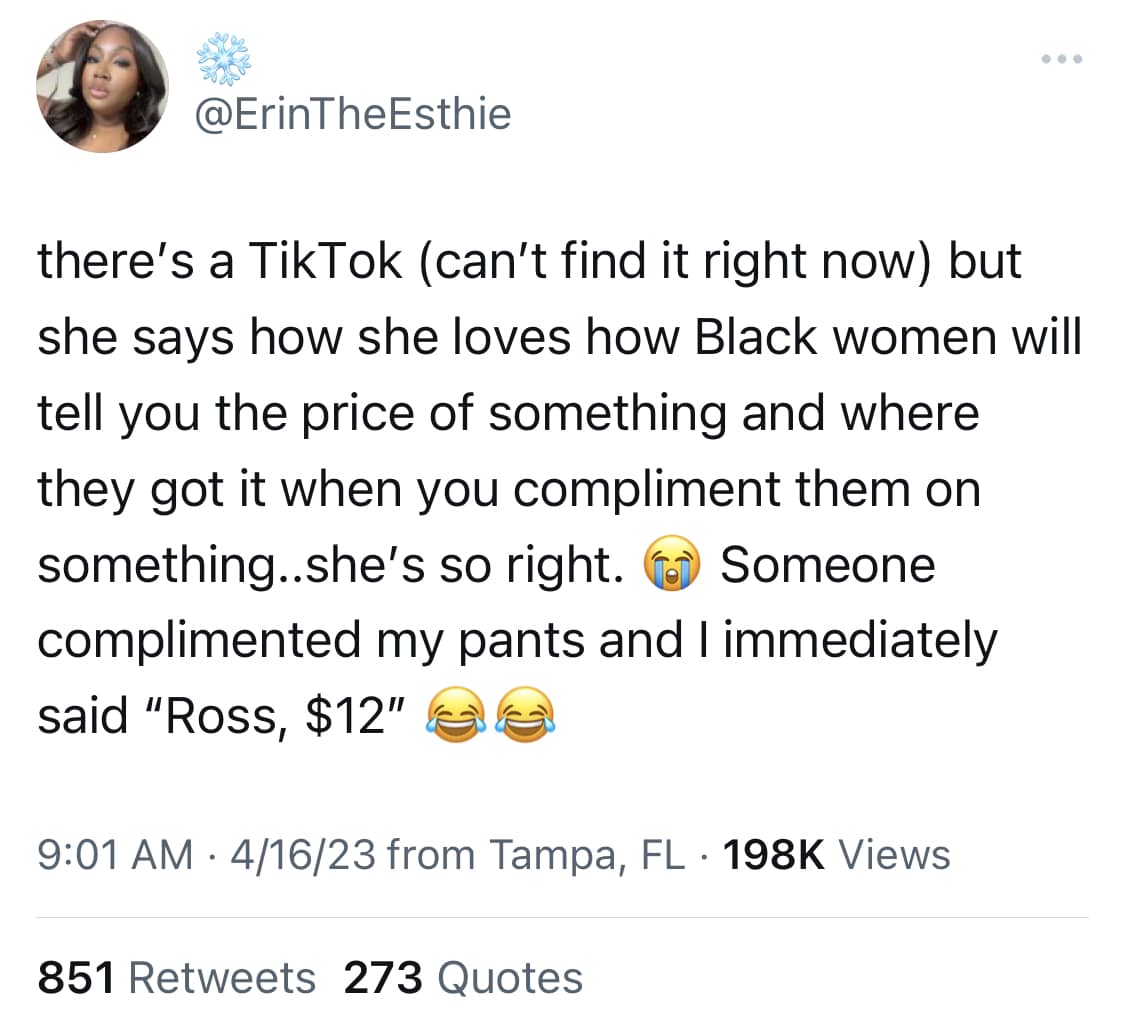 ❄️
@ErinTheEsthie
there’s a TikTok (can’t find it right now) but
she says how she loves how Black women will
tell you the price of something and where
they got it when you compliment them on
something..she’s so right. 😭 Someone
complimented my pants and I immediately
said “Ross, $12” 😂😂
9:01 AM · 4/16/23 from Tampa, FL · 198K Views
851 Retweets 273 Quotes